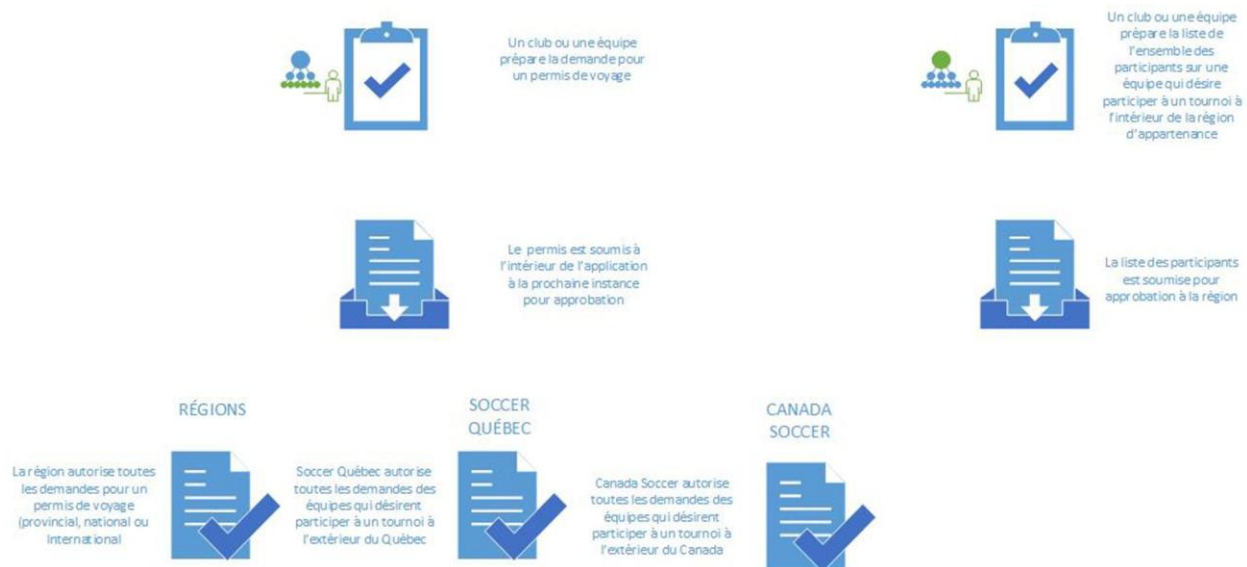 Un club ou une équipe
prépare la demande pour
un permis de voyage
Un club ou une équipe
prépare la liste de
l'ensemble des
participants sur une
équipe qui désire
participer à un tournoi à
l'intérieur de la région
d'appartenance
Le permis est soumis à
l'intérieur de l'application
à la prochaine instance
pour approbation
La liste des participants
est soumise pour
approbation à la région
RÉGIONS
La région autorise toutes
les demandes pour un
permis de voyage
(provincial, national ou
International
SOCCER
QUÉBEC
Soccer Québec autorise
toutes les demandes des
équipes qui désirent
participer à un tournoi à
l'extérieur du Québec
CANADA
SOCCER
Canada Soccer autorise
toutes les demandes des
équipes qui désirent
participer à un tournoi à
l'extérieur du Canada